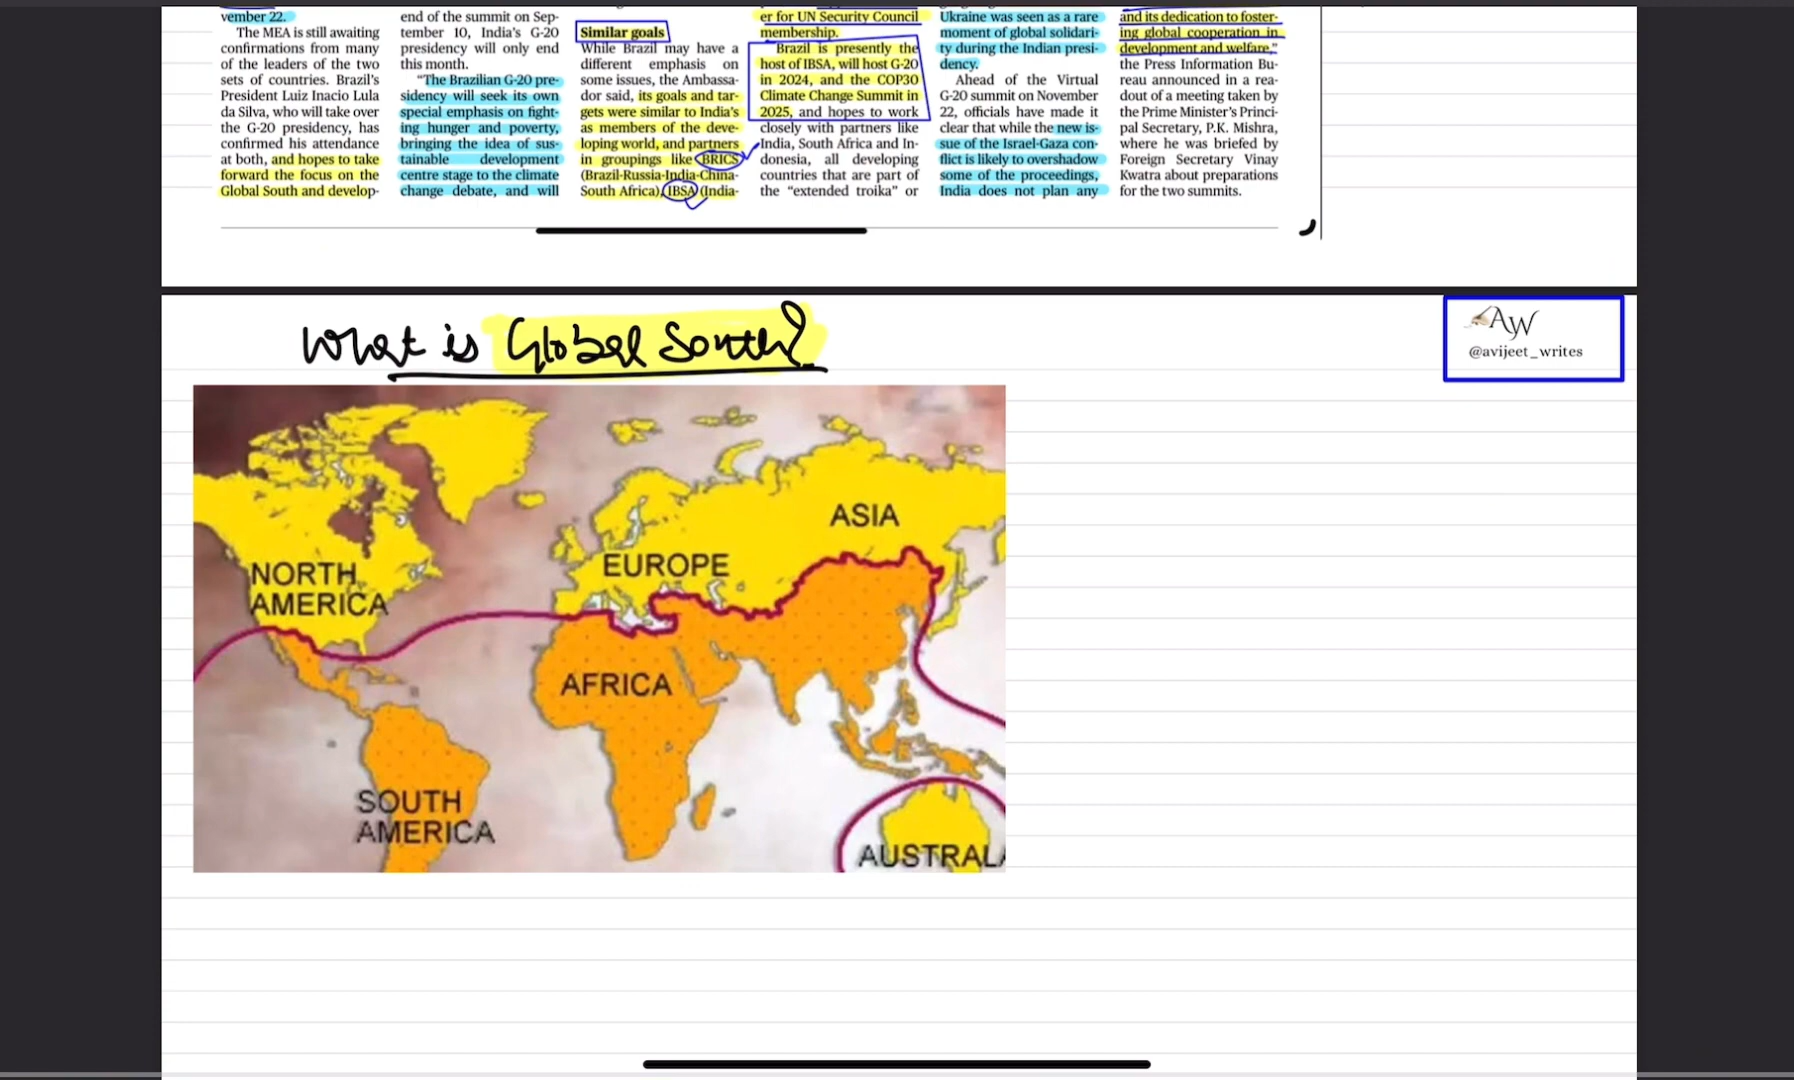 vember 22.
The MEA is still awaiting
confirmations from many
of the leaders of the two
sets of countries. Brazil's
President Luiz Inacio Lula
da Silva, who will take over
the G-20 presidency, has
confirmed his attendance
at both, and hopes to take
forward the focus on the
Global South and develop-
end of the summit on Sep-
tember 10, India's G-20
presidency will only end
this month.
"The Brazilian G-20 pre-
sidency will seek its own
special emphasis on fight-
ing hunger and poverty,
bringing the idea of sus-
tainable development
centre stage to the climate
change debate, and will
Similar goals
While Brazil may have a
different emphasis on
some issues, the Ambassa-
dor said, its goals and tar-
gets were similar to India's
as members of the deve-
loping world, and partners
in groupings like BRICS
(Brazil-Russia-India-China-
South Africa), IBSA (India-
er for UN Security Council
membership.
Brazil is presently the
host of IBSA, will host G-20
in 2024, and the COP30
Climate Change Summit in
2025, and hopes to work
closely with partners like
India, South Africa and In-
donesia, all developing
countries that are part of
the "extended troika" or
Ukraine was seen as a rare
moment of global solidari-
ty during the Indian presi-
dency.
Ahead of the Virtual
G-20 summit on November
22, officials have made it
clear that while the new is-
sue of the Israel-Gaza con-
flict is likely to overshadow
some of the proceedings,
India does not plan any
and its dedication to foster-
ing global cooperation in
development and welfare,"
the Press Information Bu-
reau announced in a rea-
dout of a meeting taken by
the Prime Minister's Princi-
pal Secretary, P.K. Mishra,
where he was briefed by
Foreign Secretary Vinay
Kwatra about preparations
for the two summits.
What is Global South?
AW
@avijeet_writes
NORTH
AMERICA
EUROPE
ASIA
AFRICA
SOUTH
AMERICA
AUSTRAL